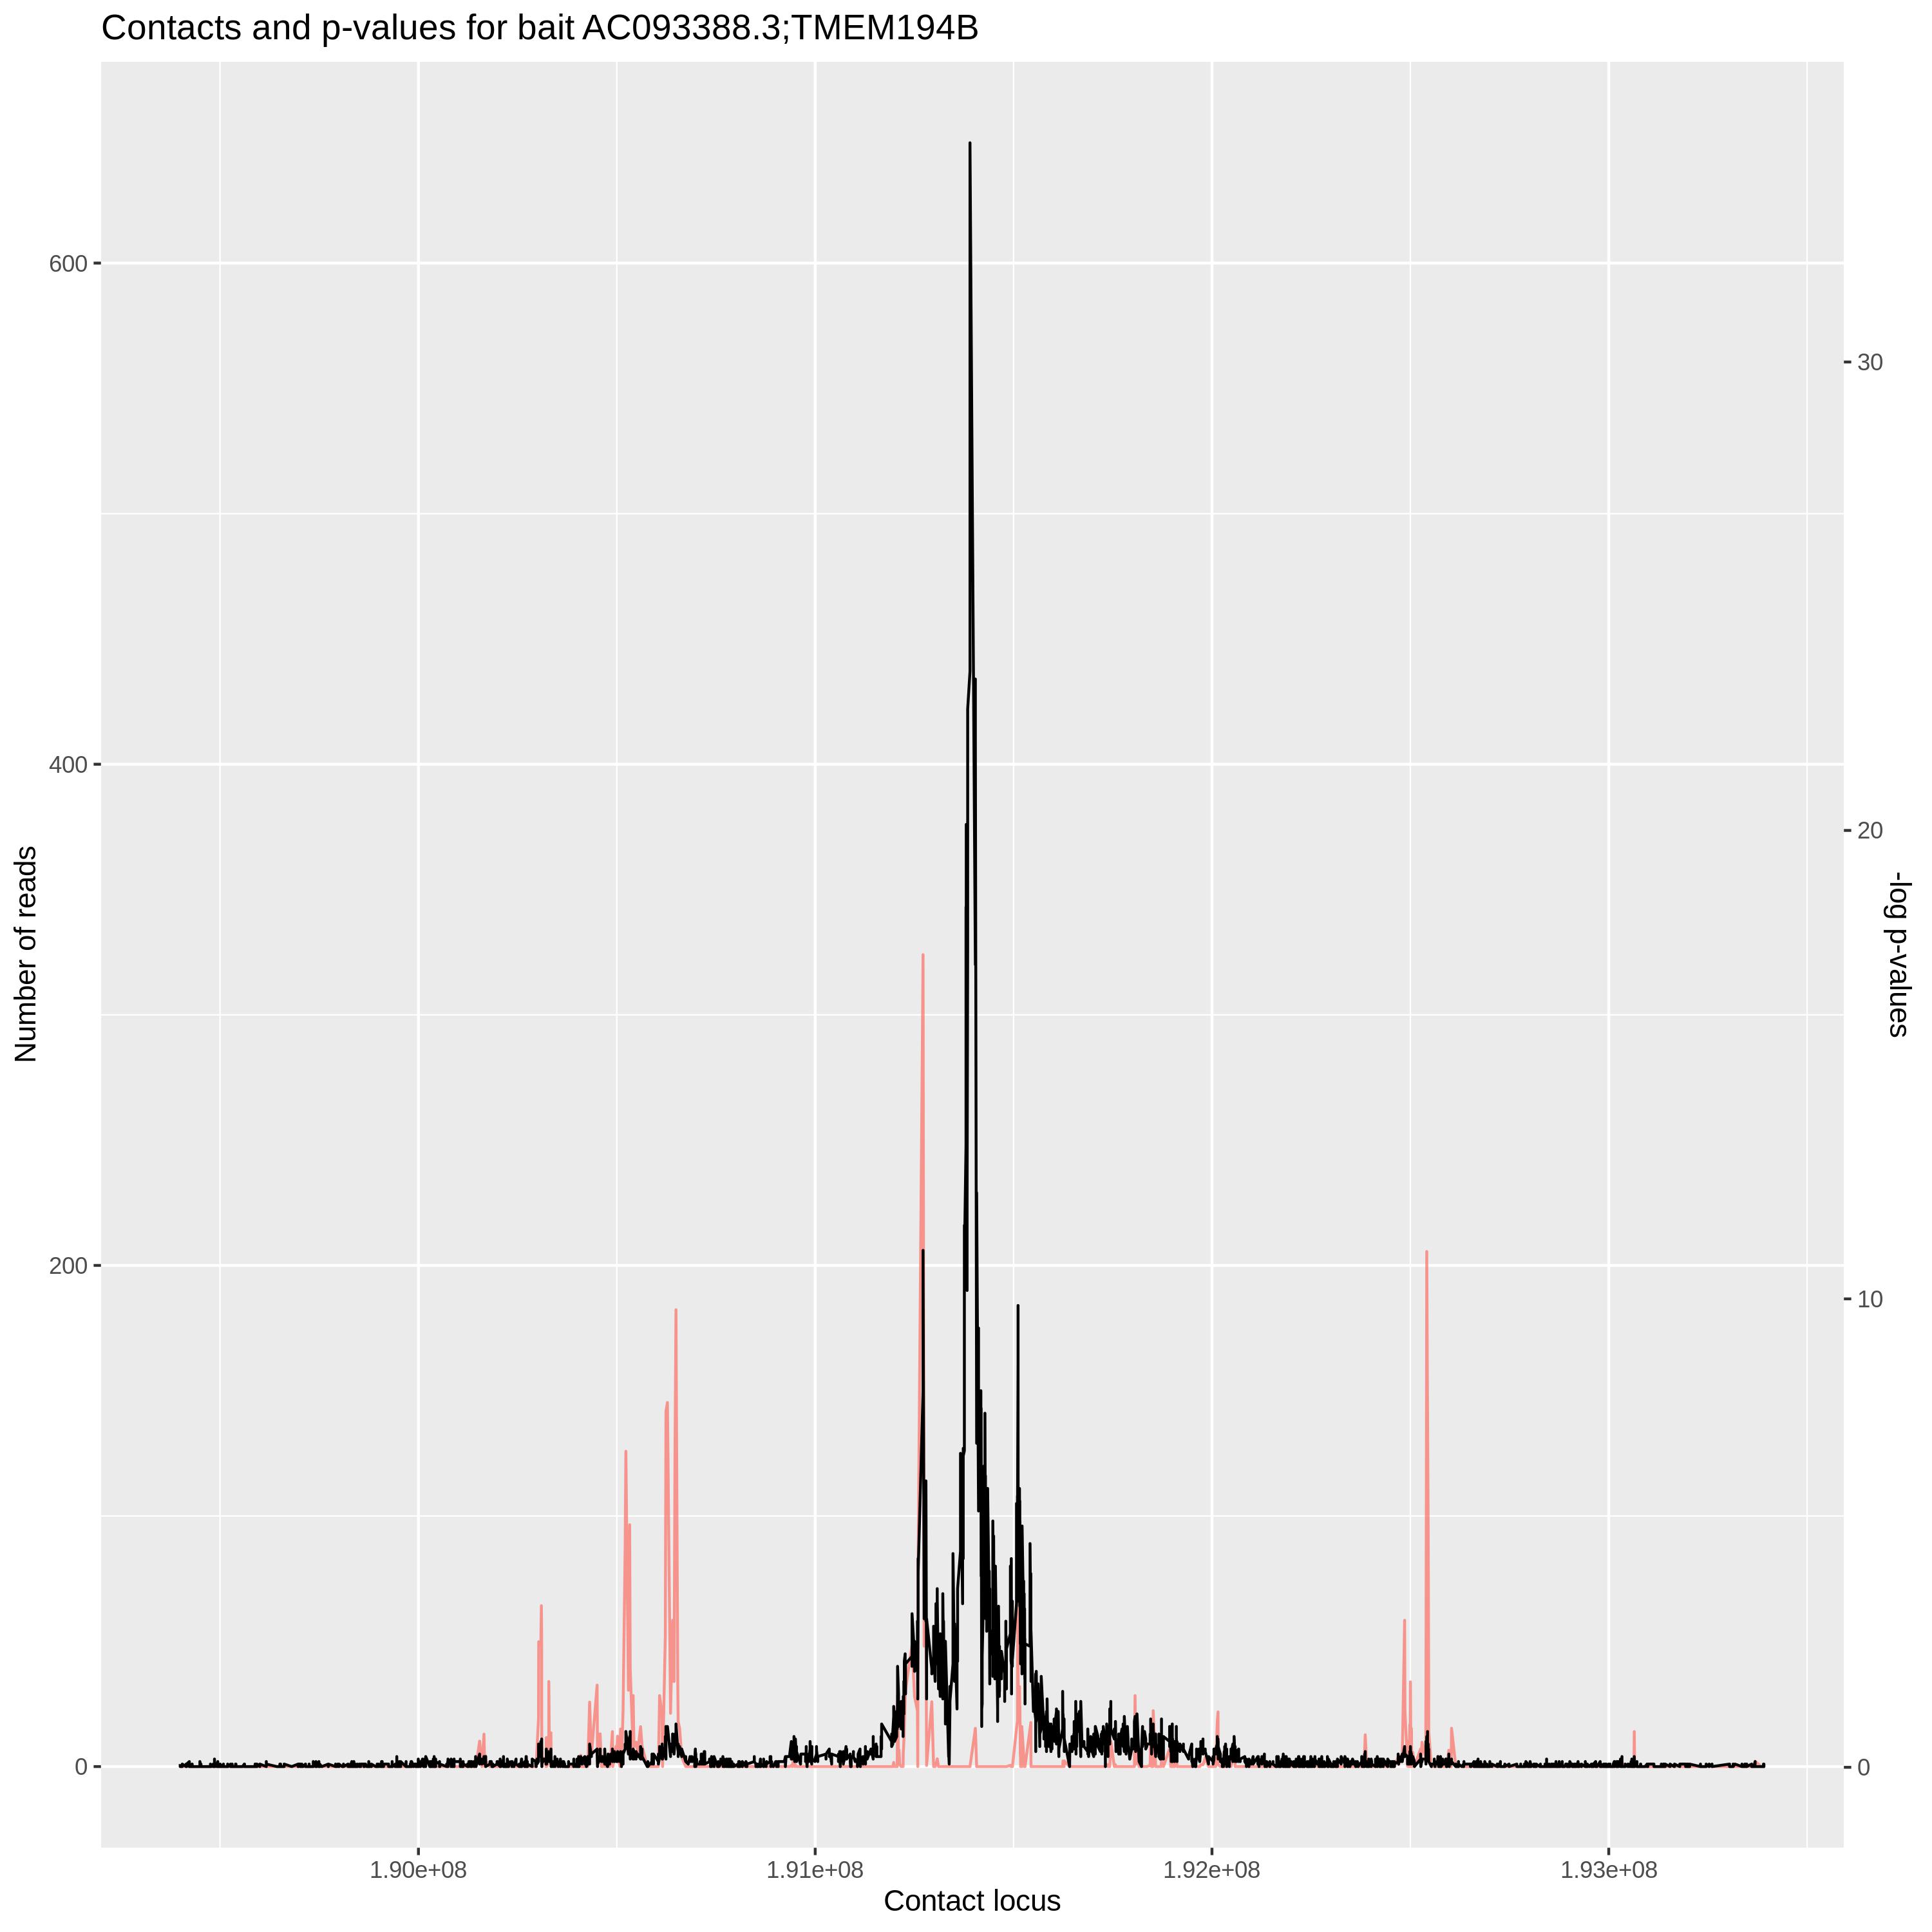 Contacts and p-values for bait AC093388.3;TMEM194B
Number of reads
600
400
200
0
30
20
10
0
-log p-values
1.90e+08
1.91e+08
1.92e+08
1.93e+08
Contact locus